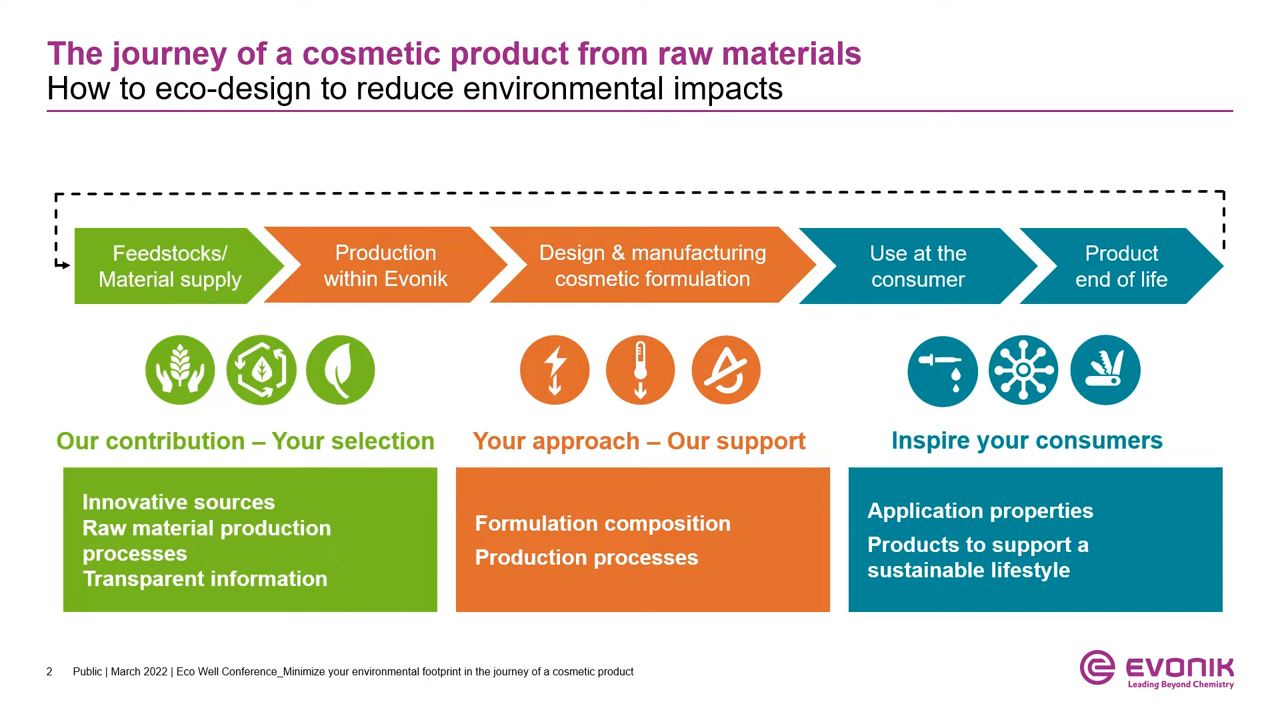 The journey of a cosmetic product from raw materials
How to eco-design to reduce environmental impacts
Feedstocks/
Material supply
Production
within Evonik
Design & manufacturing
cosmetic formulation
Use at the
consumer
Product
end of life
Our contribution – Your selection
Your approach – Our support
Inspire your consumers
Innovative sources
Raw material production
processes
Transparent information
Formulation composition
Production processes
Application properties
Products to support a
sustainable lifestyle
2 Public | March 2022 | Eco Well Conference_Minimize your environmental footprint in the journey of a cosmetic product
EVONIK
Leading Beyond Chemistry